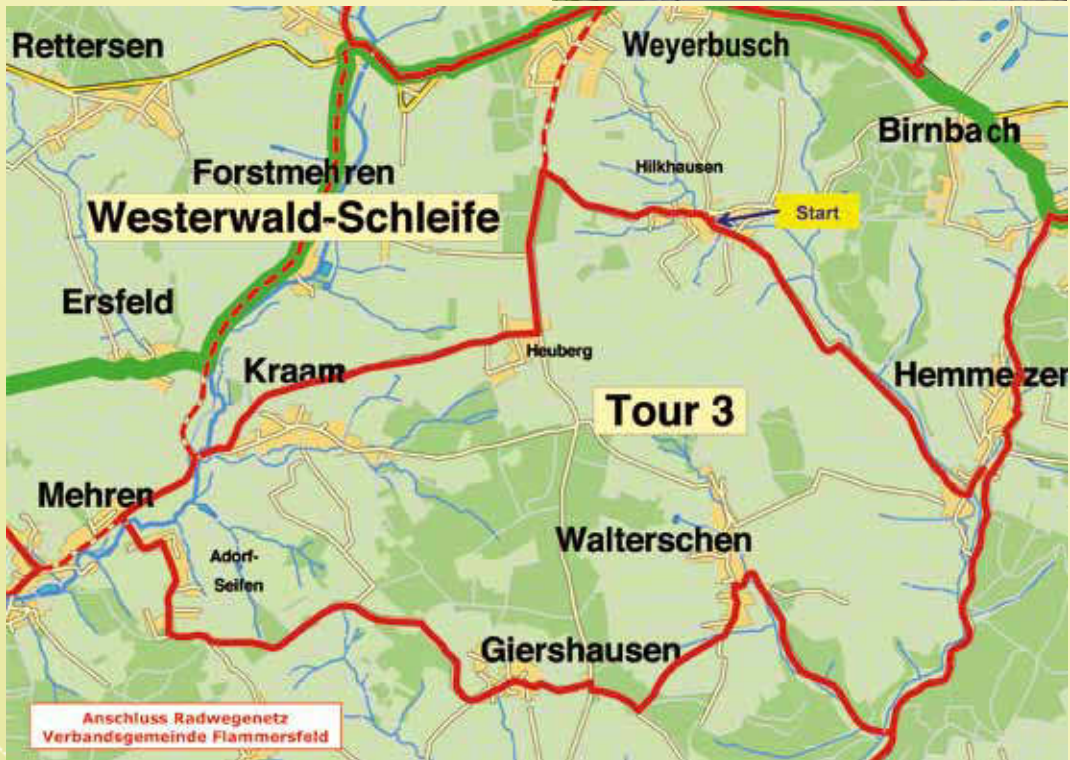 Rettersen
Weyerbusch
Birnbach
Forstmehren
Hilkhausen
Westerwald-Schleife
Start
Ersfeld
Kraam
Heuberg
Hemmelzen
Tour 3
Mehren
Walterschen
Adorf-
Seifen
Giershausen
Anschluss Radwegenetz
Verbandsgemeinde Flammersfeld